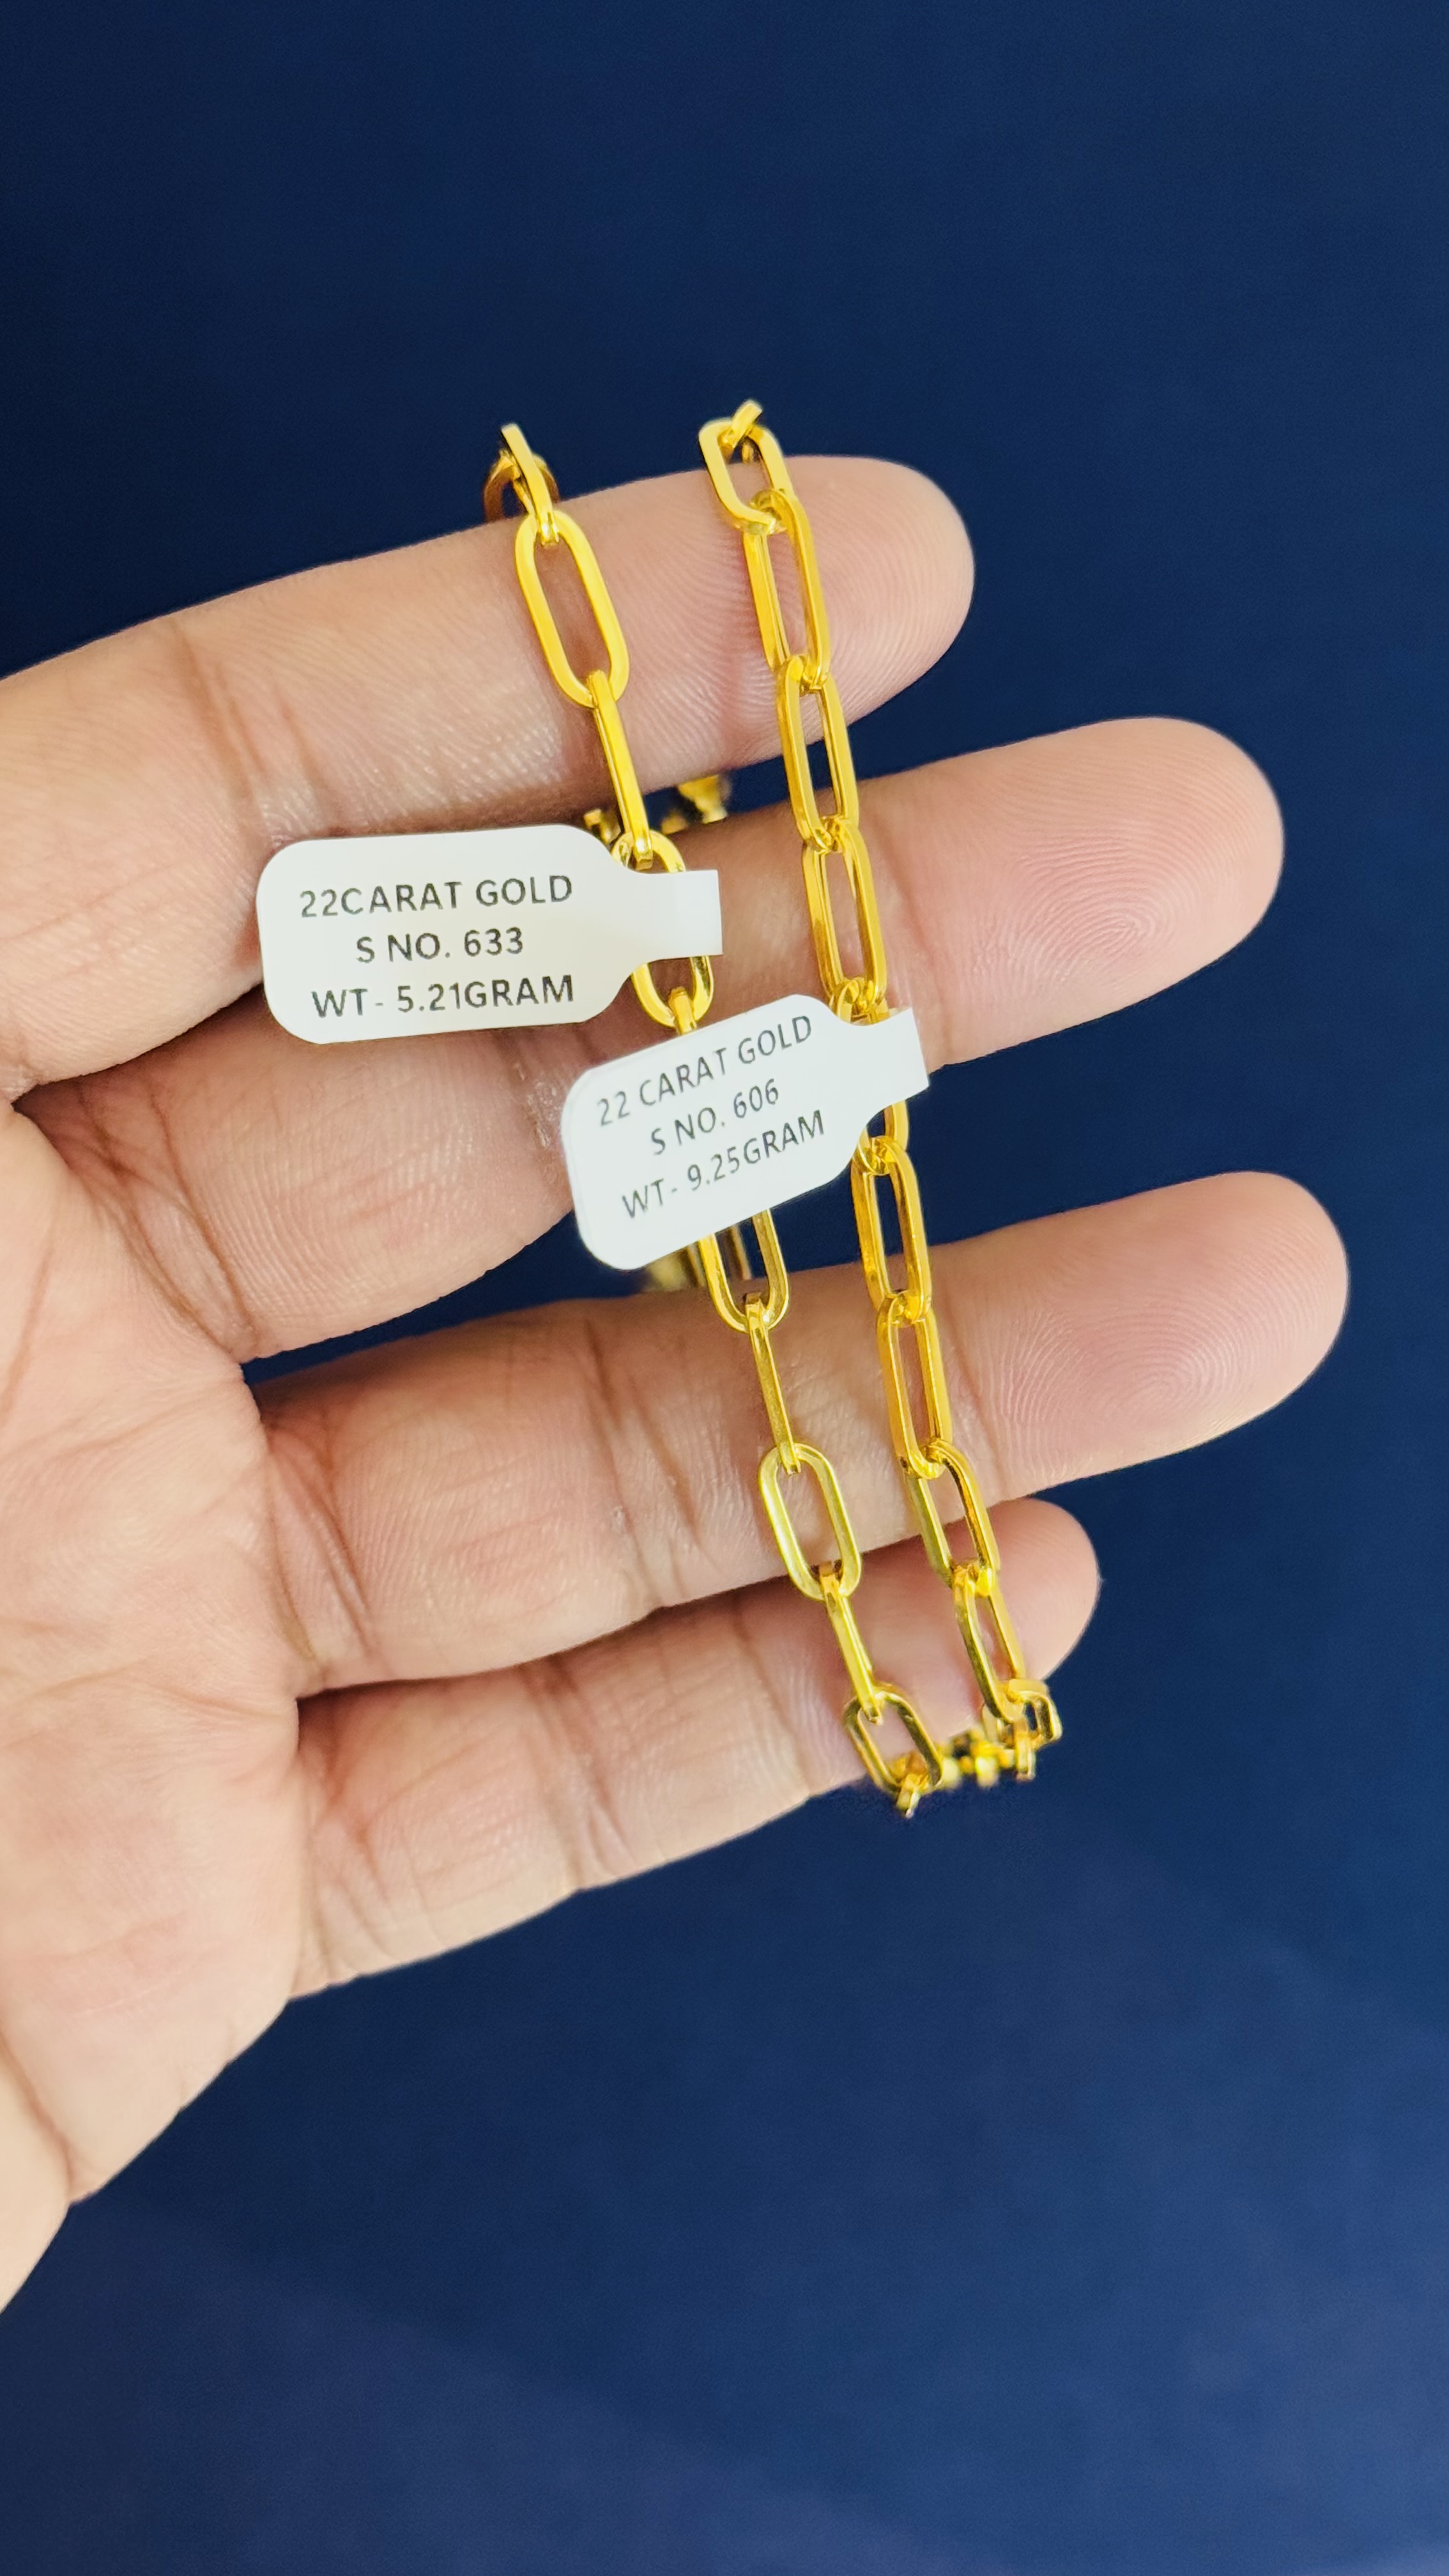 22CARAT GOLD
S NO. 633
WT- 5.21GRAM
22 CARAT GOLD
S NO. 606
WT- 9.25GRAM